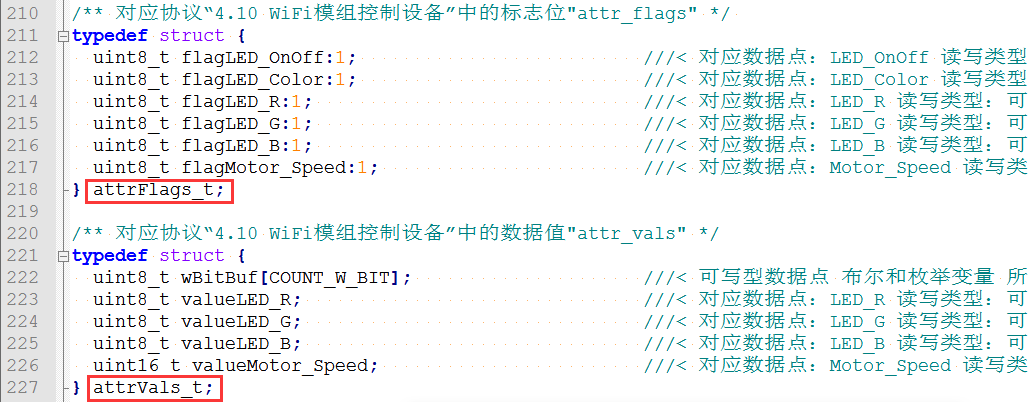 210 /** 对应协议“4.10 WiFi模组控制设备”中的标志位"attr_flags" */
211 typedef struct {
212 uint8_t flagLED_OnOff:1; ///< 对应数据点：LED_OnOff 读写类型
213 uint8_t flagLED_Color:1; ///< 对应数据点：LED_Color 读写类型
214 uint8_t flagLED_R:1; ///< 对应数据点：LED_R 读写类型：可
215 uint8_t flagLED_G:1; ///< 对应数据点：LED_G 读写类型：可
216 uint8_t flagLED_B:1; ///< 对应数据点：LED_B 读写类型：可
217 uint8_t flagMotor_Speed:1; ///< 对应数据点：Motor_Speed 读写类
218 } attrFlags_t;
219
220 /** 对应协议“4.10 WiFi模组控制设备”中的数据值"attr_vals" */
221 typedef struct {
222 uint8_t wBitBuf[COUNT_W_BIT]; ///< 可写型数据点 布尔和枚举变量 所
223 uint8_t valueLED_R; ///< 对应数据点：LED_R 读写类型：可
224 uint8_t valueLED_G; ///< 对应数据点：LED_G 读写类型：可
225 uint8_t valueLED_B; ///< 对应数据点：LED_B 读写类型：可
226 uint16_t valueMotor_Speed; ///< 对应数据点：Motor_Speed 读写类
227 } attrVals_t;